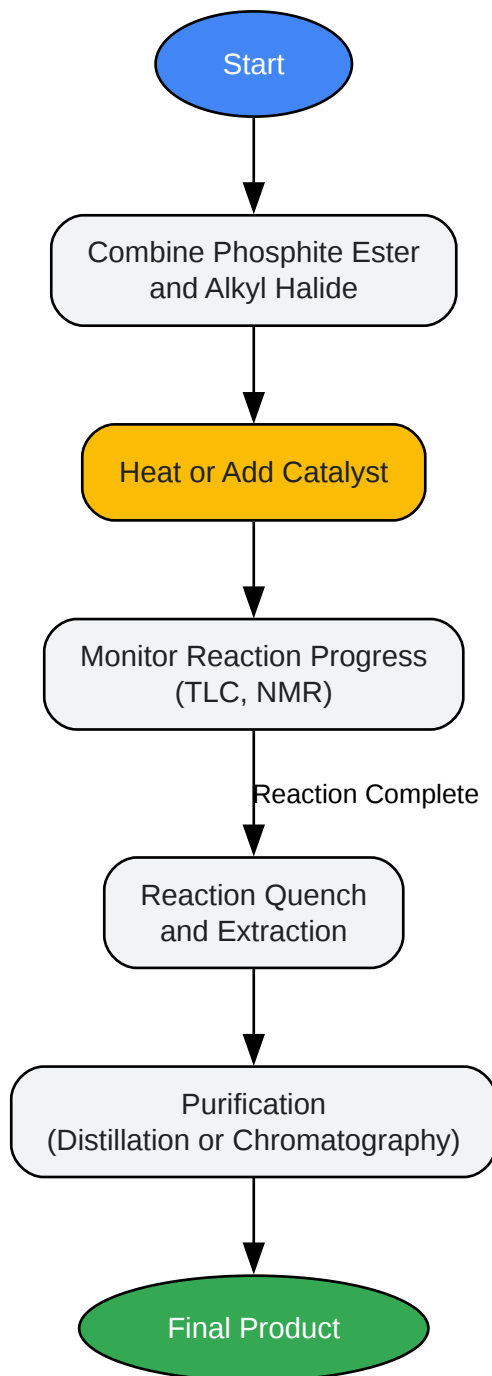 Start
Combine Phosphite Ester
and Alkyl Halide
Heat or Add Catalyst
Monitor Reaction Progress
(TLC, NMR)
Reaction Complete
Reaction Quench
and Extraction
Purification
(Distillation or Chromatography)
Final Product